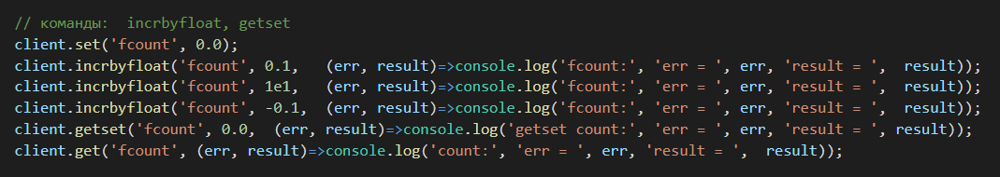 // команды:  incrbyfloat, getset
client.set('fcount', 0.0);
client.incrbyfloat('fcount', 0.1,   (err, result)=>console.log('fcount:', 'err = ', err, 'result = ',  result));
client.incrbyfloat('fcount', 1e1,   (err, result)=>console.log('fcount:', 'err = ', err, 'result = ',  result));
client.incrbyfloat('fcount', -0.1,  (err, result)=>console.log('fcount:', 'err = ', err, 'result = ',  result));
client.getset('fcount', 0.0,  (err, result)=>console.log('getset count:', 'err = ', err, 'result = ', result));
client.get('fcount', (err, result)=>console.log('count:', 'err = ', err, 'result = ',  result));